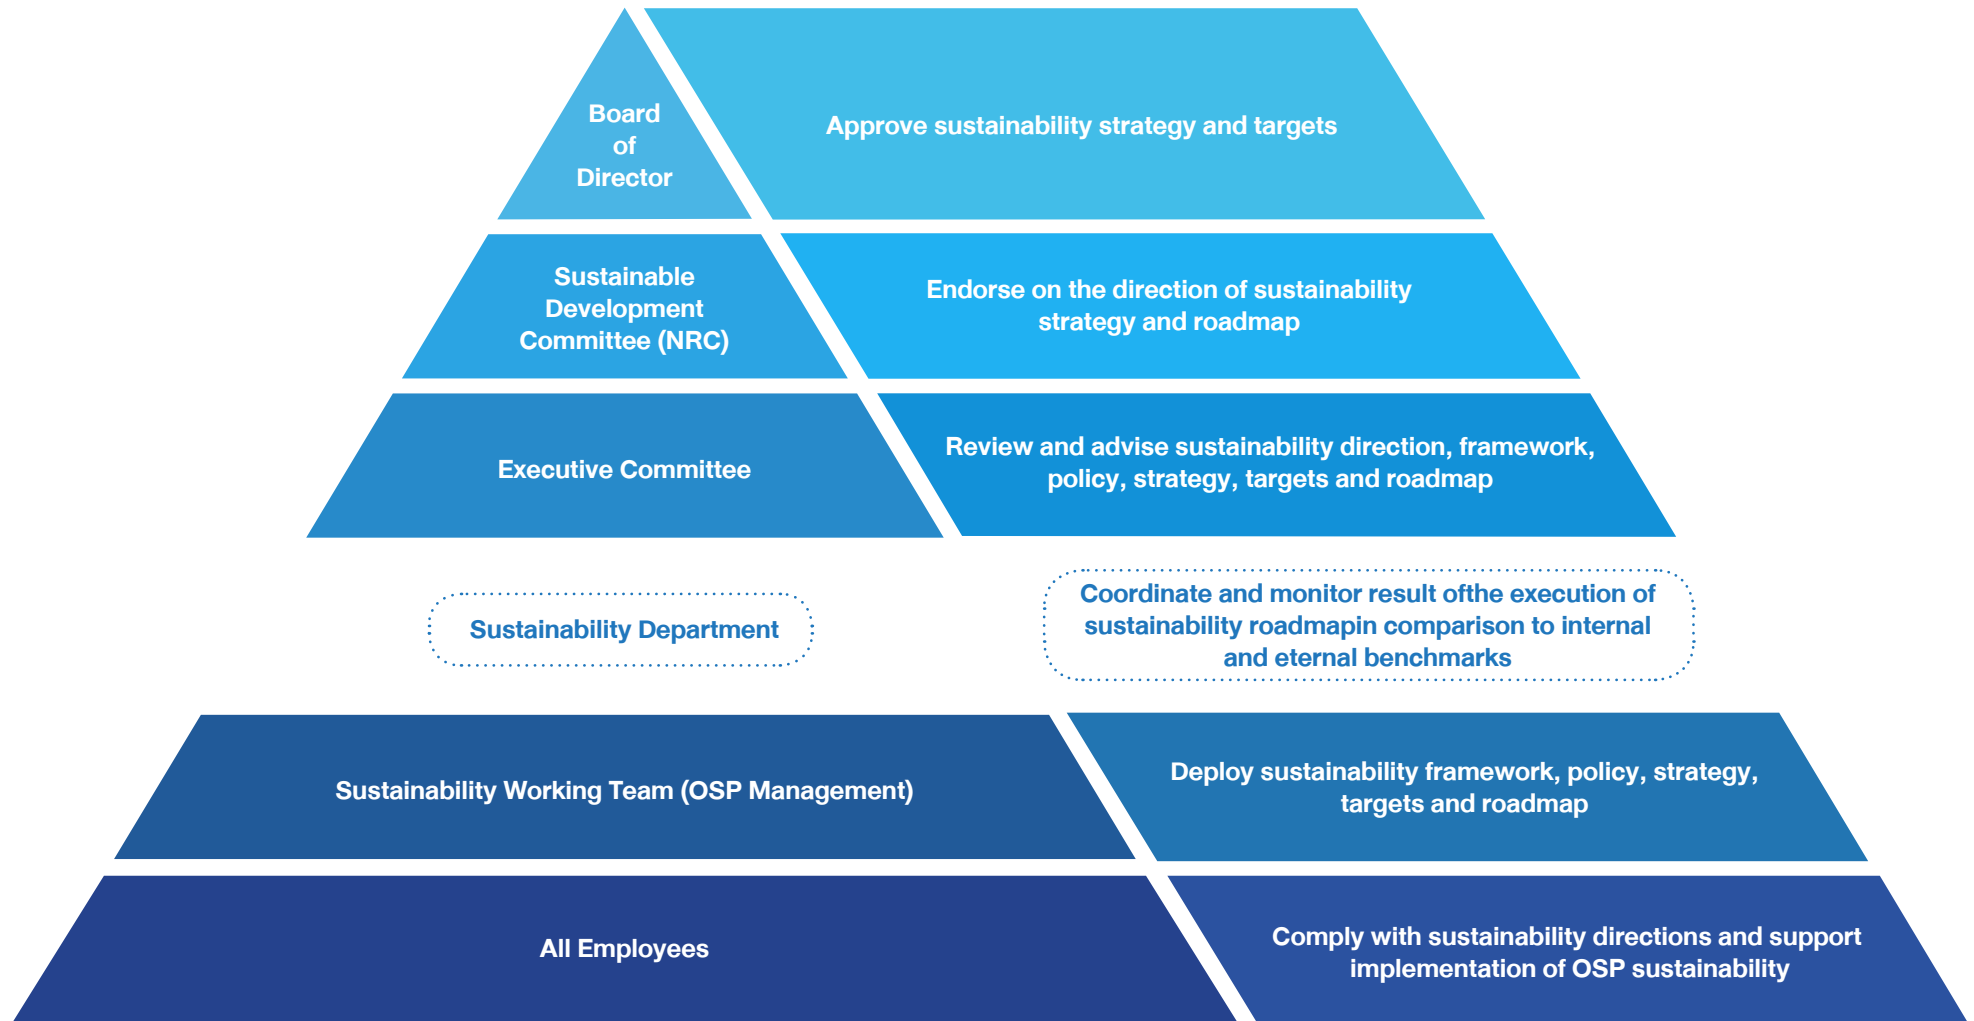 Board
of
Director
Approve sustainability strategy and targets
Sustainable
Development
Committee (NRC)
Endorse on the direction of sustainability
strategy and roadmap
Executive Committee
Review and advise sustainability direction, framework,
policy, strategy, targets and roadmap
Sustainability Department
Coordinate and monitor result ofthe execution of
sustainability roadmapin comparison to internal
and eternal benchmarks
Sustainability Working Team (OSP Management)
Deploy sustainability framework, policy, strategy,
targets and roadmap
All Employees
Comply with sustainability directions and support
implementation of OSP sustainability